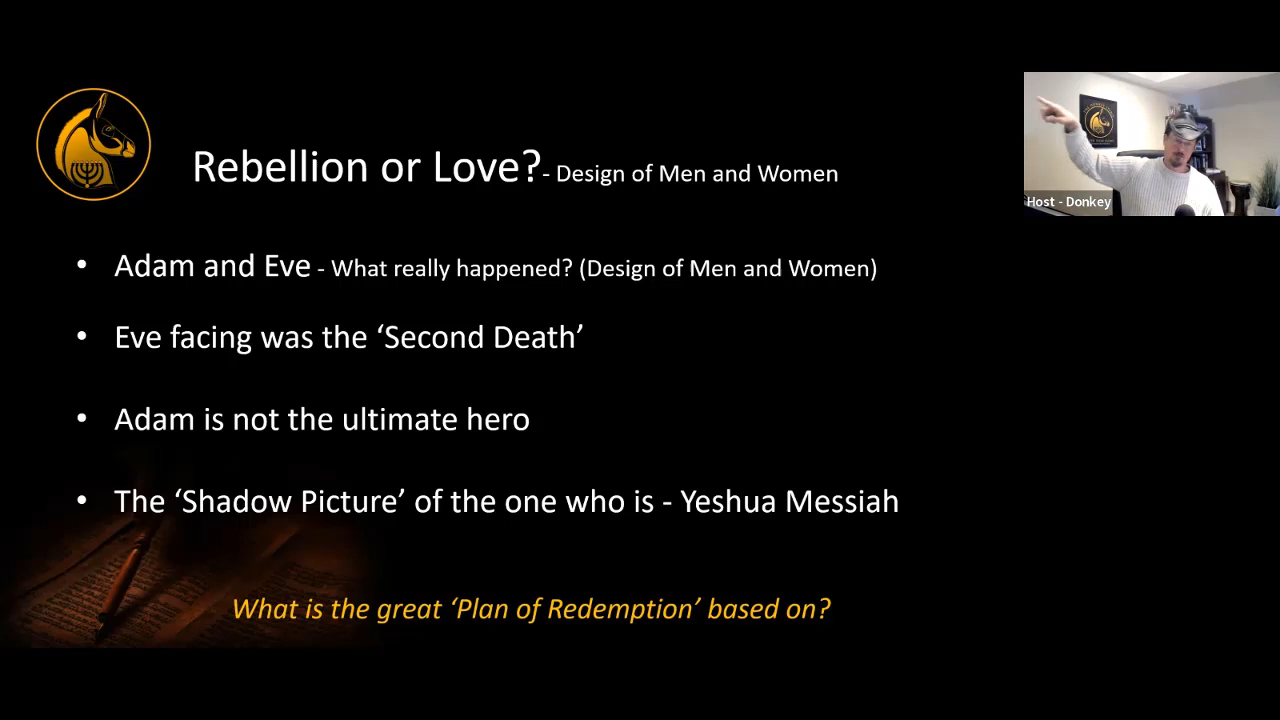 Rebellion or Love?- Design of Men and Women
Host - Donkey
• Adam and Eve - What really happened? (Design of Men and Women)
• Eve facing was the ‘Second Death’
• Adam is not the ultimate hero
• The ‘Shadow Picture’ of the one who is - Yeshua Messiah
What is the great ‘Plan of Redemption’ based on?